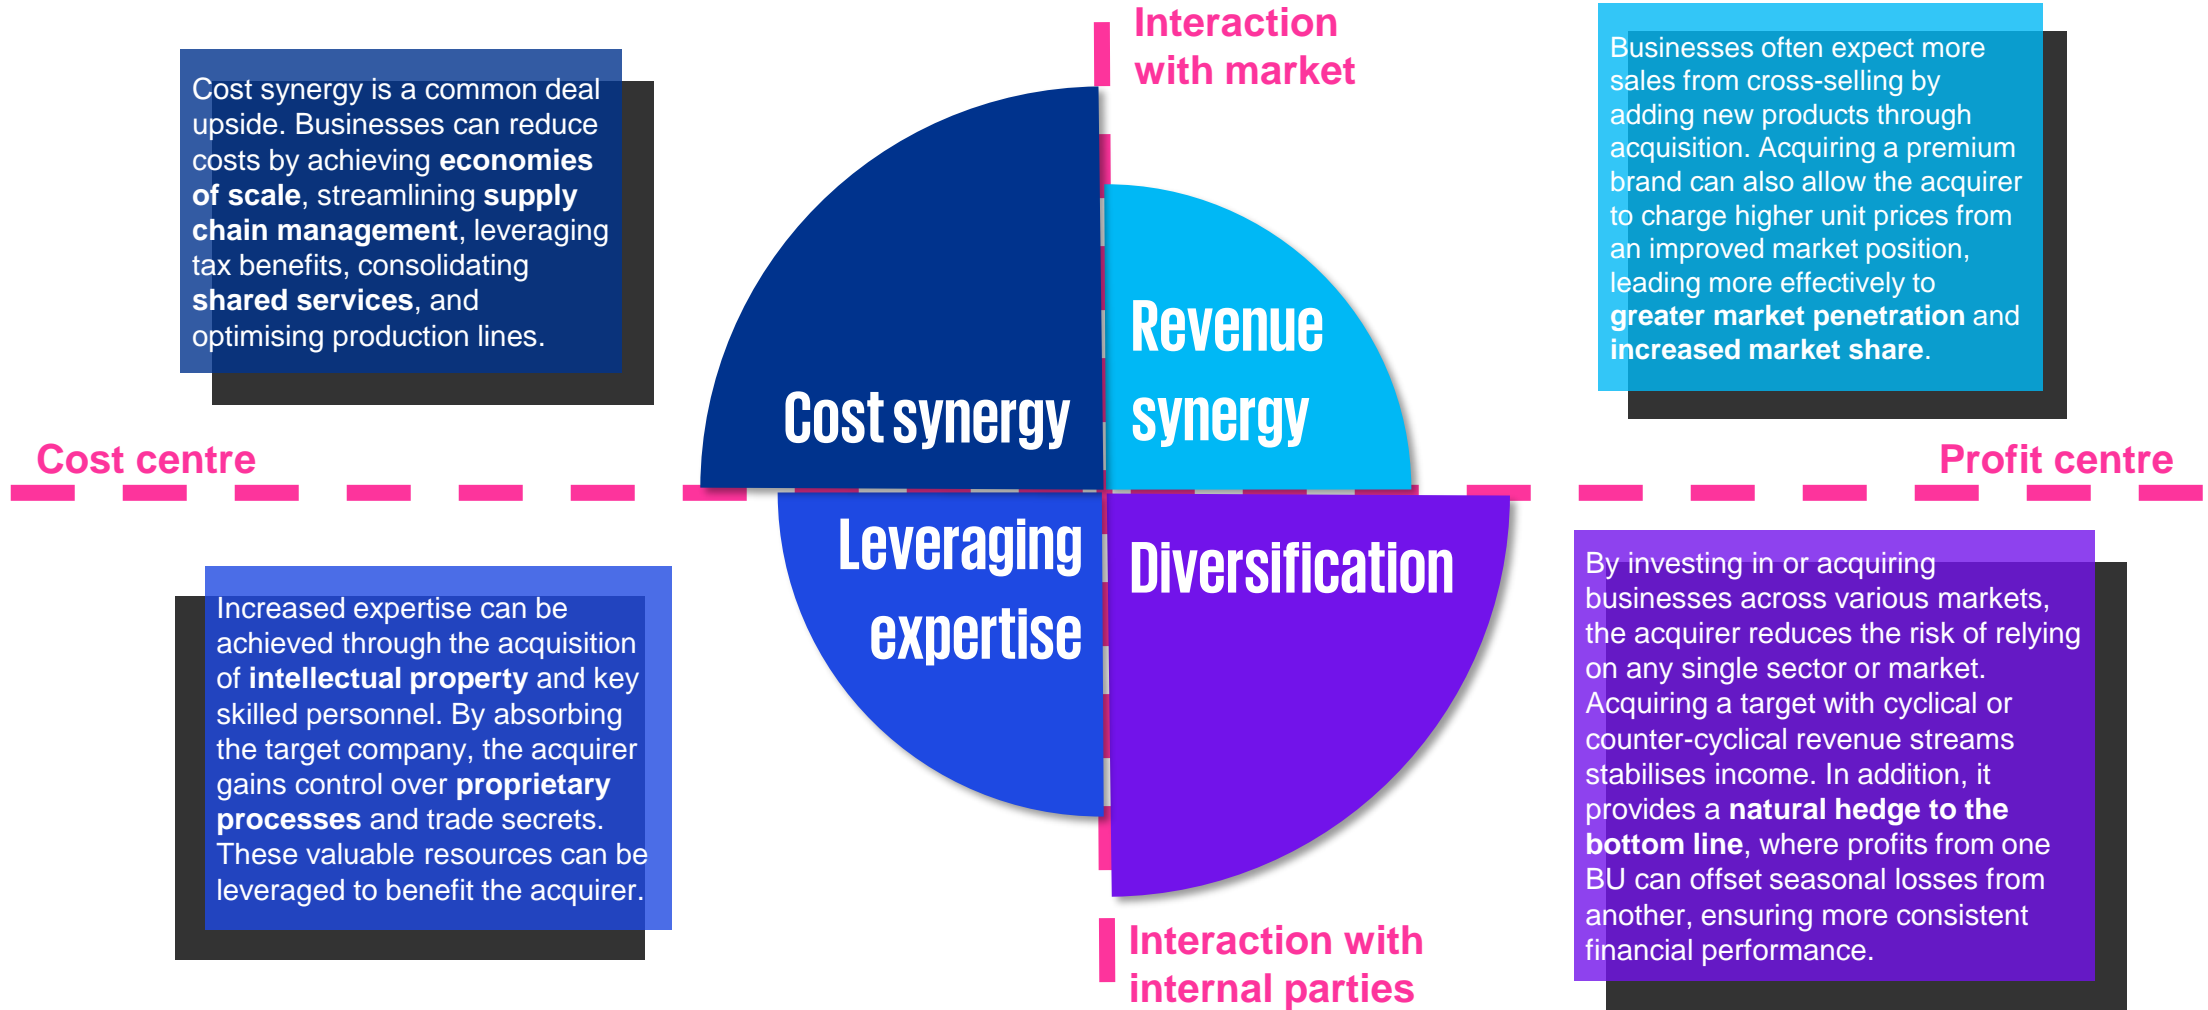 Interaction
with market
Cost synergy is a common deal
upside. Businesses can reduce
costs by achieving economies
of scale, streamlining supply
chain management, leveraging
tax benefits, consolidating
shared services, and
optimising production lines.
Businesses often expect more
sales from cross-selling by
adding new products through
acquisition. Acquiring a premium
brand can also allow the acquirer
to charge higher unit prices from
an improved market position,
leading more effectively to
greater market penetration and
increased market share.
Cost synergy
Revenue
synergy
Cost centre
Profit centre
Leveraging
expertise
Diversification
Increased expertise can be
achieved through the acquisition
of intellectual property and key
skilled personnel. By absorbing
the target company, the acquirer
gains control over proprietary
processes and trade secrets.
These valuable resources can be
leveraged to benefit the acquirer.
By investing in or acquiring
businesses across various markets,
the acquirer reduces the risk of relying
on any single sector or market.
Acquiring a target with cyclical or
counter-cyclical revenue streams
stabilises income. In addition, it
provides a natural hedge to the
bottom line, where profits from one
BU can offset seasonal losses from
another, ensuring more consistent
financial performance.
Interaction with
internal parties